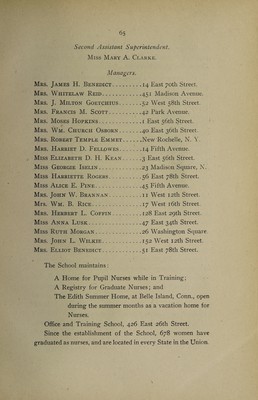 65
Second Assistant Superintendent.
Miss Mary A. Clarke.
Managers.
Mrs. James H. Benedict........14 East 70th Street.
Mrs. Whitelaw Reid............451 Madison Avenue.
Mrs. J. Milton Goetchius......52 West 58th Street.
Mrs. Francis M. Scott.........42 Park Avenue.
Mrs. Moses Hopkins............1 East 56th Street.
Mrs. Wm. Church Osborn........40 East 36th Street.
Mrs. Robert Temple Emmet......New Rochelle, N. Y.
Mrs. Harriet D. Fellowes......14 Fifth Avenue.
Miss Elizabeth D. H. Kean.....3 East 56th Street.
Miss Georgine Iselin..........23 Madison Square, N.
Miss Harriette Rogers.........56 East 78th Street.
Miss Alice E. Pine............45 Fifth Avenue.
Mrs. John W. Brannan..........11 West 12th Street.
Mrs. Wm. B. Rice..............17 West 16th Street.
Mrs. Herbert L. Coffin........128 East 29th Street.
Miss Anna Lusk................47 East 34th Street.
Miss Ruth Morgan..............26 Washington Square.
Mrs. John L. Wilkie...........152 West 12th Street.
Mrs. Elliot Benedict..........51 East 78th Street.
The School maintains:
A Home for Pupil Nurses while in Training;
A Registry for Graduate Nurses; and
The Edith Summer Home, at Belle Island, Conn., open
during the summer months as a vacation home for
Nurses.
Office and Training School, 426 East 26th Street.
Since the establishment of the School, 678 women have
graduated as nurses, and are located in every State in the Union.